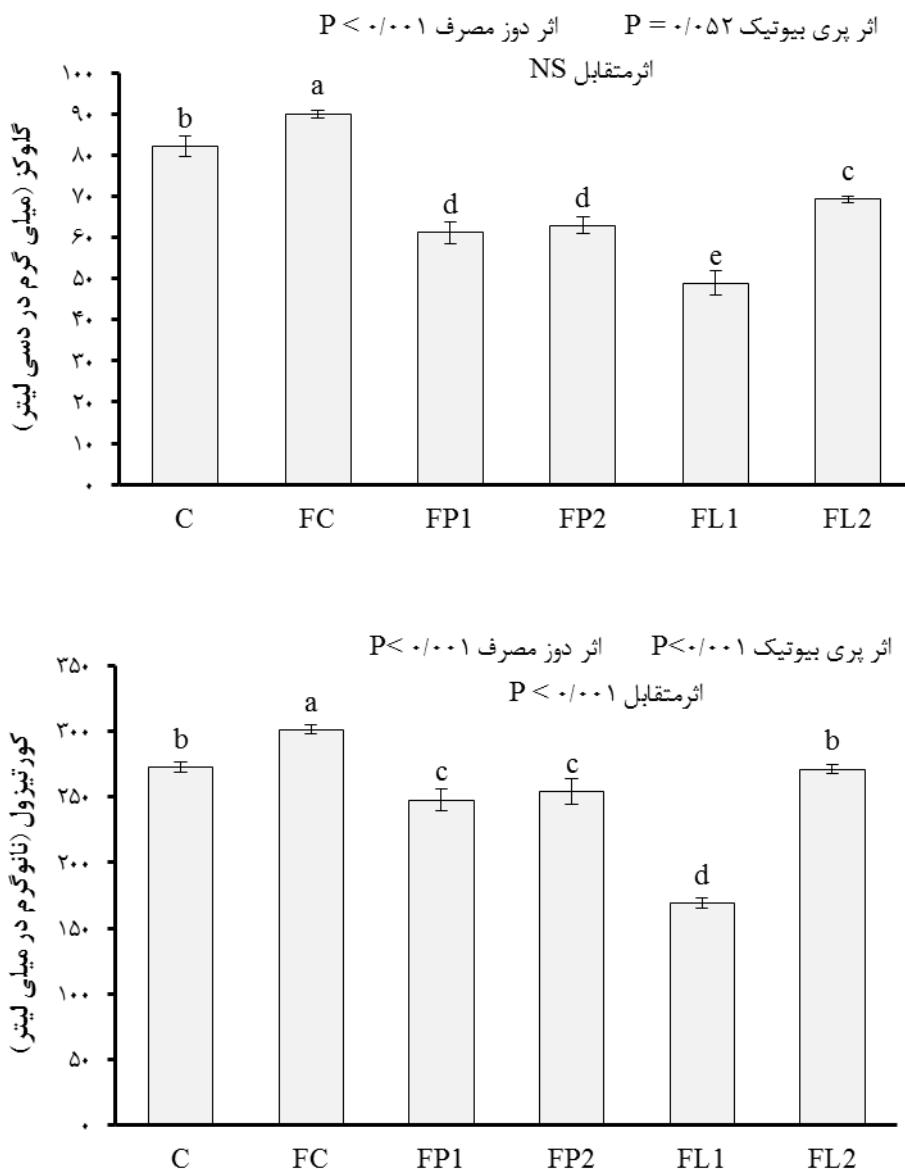 اثر پری بیوتیک P = ۰/۰۵۲ اثر دوز مصرف P < ۰/۰۰۱
اثرمتقابل NS
گلوکز (میلی گرم در دسی لیتر)
۱۰۰
۹۰
۸۰
۷۰
۶۰
۵۰
۴۰
۳۰
۲۰
۱۰
۰
b a d d e c
C FC FP1 FP2 FL1 FL2
اثر پری بیوتیک P<۰/۰۰۱ اثر دوز مصرف P< ۰/۰۰۱
اثرمتقابل P < ۰/۰۰۱
کورتیزول (نانوگرم در میلی لیتر)
۳۵۰
۳۰۰
۲۵۰
۲۰۰
۱۵۰
۱۰۰
۵۰
۰
b a c c d b
C FC FP1 FP2 FL1 FL2